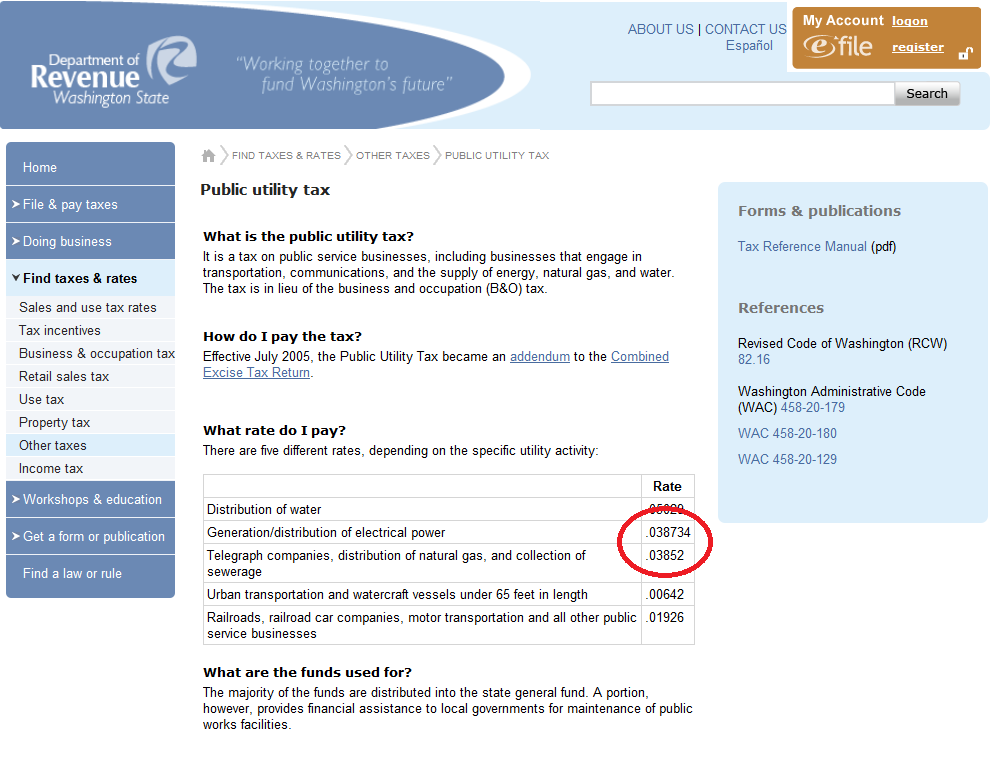 Department of
Revenue
Washington State
"Working together to
fund Washington's future"
ABOUT US | CONTACT US
Español
My Account logon
e file register
Search
Home
File & pay taxes
Doing business
Find taxes & rates
Sales and use tax rates
Tax incentives
Business & occupation tax
Retail sales tax
Use tax
Property tax
Other taxes
Income tax
Workshops & education
Get a form or publication
Find a law or rule
FIND TAXES & RATES OTHER TAXES PUBLIC UTILITY TAX
Public utility tax
What is the public utility tax?
It is a tax on public service businesses, including businesses that engage in
transportation, communications, and the supply of energy, natural gas, and water.
The tax is in lieu of the business and occupation (B&O) tax.
How do I pay the tax?
Effective July 2005, the Public Utility Tax became an addendum to the Combined
Excise Tax Return.
What rate do I pay?
There are five different rates, depending on the specific utility activity:
Rate
Distribution of water .05029
Generation/distribution of electrical power .038734
Telegraph companies, distribution of natural gas, and collection of .03852
sewerage
Urban transportation and watercraft vessels under 65 feet in length .00642
Railroads, railroad car companies, motor transportation and all other public .01926
service businesses
What are the funds used for?
The majority of the funds are distributed into the state general fund. A portion,
however, provides financial assistance to local governments for maintenance of public
works facilities.
Forms & publications
Tax Reference Manual (pdf)
References
Revised Code of Washington (RCW)
82.16
Washington Administrative Code
(WAC) 458-20-179
WAC 458-20-180
WAC 458-20-129